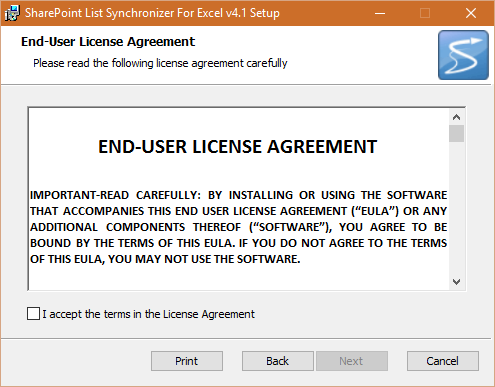 SharePoint List Synchronizer For Excel v4.1 Setup
End-User License Agreement
Please read the following license agreement carefully
END-USER LICENSE AGREEMENT
IMPORTANT-READ CAREFULLY: BY INSTALLING OR USING THE SOFTWARE
THAT ACCOMPANIES THIS END USER LICENSE AGREEMENT (“EULA”) OR ANY
ADDITIONAL COMPONENTS THEREOF (“SOFTWARE”), YOU AGREE TO BE
BOUND BY THE TERMS OF THIS EULA. IF YOU DO NOT AGREE TO THE TERMS
OF THIS EULA, YOU MAY NOT USE THE SOFTWARE.
I accept the terms in the License Agreement
Print Back Next Cancel